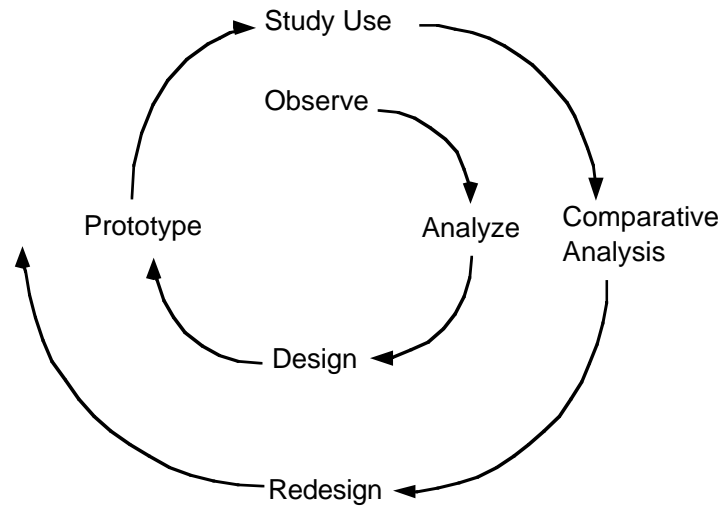 Study Use
Observe
Prototype
Analyze
Comparative
Analysis
Design
Redesign